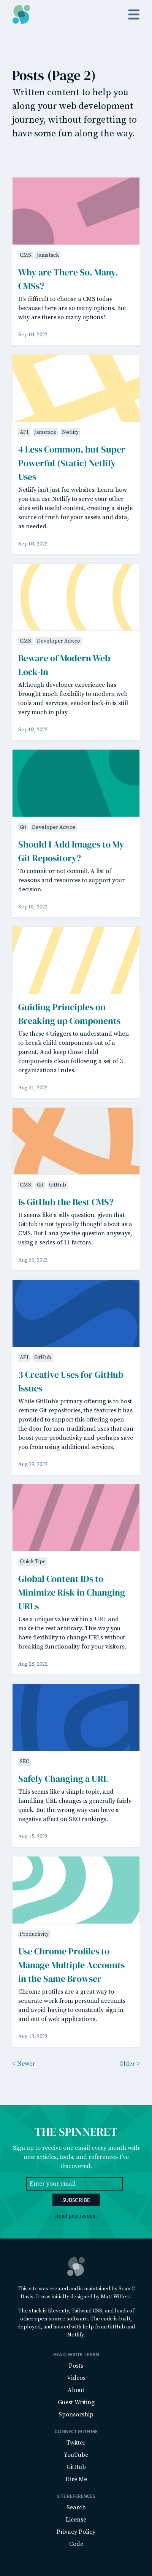 Posts (Page 2)
Written content to help you
along your web development
journey, without forgetting to
have some fun along the way.
CMS Jamstack
Why are There So. Many.
CMSs?
It's difficult to choose a CMS today
because there are so many options. But
why are there so many options?
Sep 04, 2022
API Jamstack Netlify
4 Less Common, but Super
Powerful (Static) Netlify
Uses
Netlify isn't just for websites. Learn how
you can use Netlify to serve your other
sites with useful content, creating a single
source of truth for your assets and data,
as needed.
Sep 03, 2022
CMS Developer Advice
Beware of Modern Web
Lock-In
Although developer experience has
brought much flexibility to modern web
tools and services, vendor lock-in is still
very much in play.
Sep 02, 2022
Git Developer Advice
Should I Add Images to My
Git Repository?
To commit or not commit. A list of
reasons and resources to support your
decision.
Sep 01, 2022
Guiding Principles on
Breaking up Components
Use these 4 triggers to understand when
to break child components out of a
parent. And keep those child
components clean following a set of 3
organizational rules.
Aug 31, 2022
CMS Git GitHub
Is GitHub the Best CMS?
It seems like a silly question, given that
GitHub is not typically thought about as a
CMS. But I analyze the question anyways,
using a series of 11 factors.
Aug 30, 2022
API GitHub
3 Creative Uses for GitHub
Issues
While GitHub's primary offering is to host
remote Git repositories, the features it has
provided to support this offering open
the door for non-traditional uses that can
boost your productivity and perhaps save
you from using additional services.
Aug 29, 2022
Quick Tips
Global Content IDs to
Minimize Risk in Changing
URLs
Use a unique value within a URL and
make the rest arbitrary. This way you
have flexibility to change URLs without
breaking functionality for your visitors.
Aug 28, 2022
SEO
Safely Changing a URL
This seems like a simple topic, and
handling URL changes is generally fairly
quick. But the wrong way can have a
negative affect on SEO rankings.
Aug 15, 2022
Productivity
Use Chrome Profiles to
Manage Multiple Accounts
in the Same Browser
Chrome profiles are a great way to
separate work from personal accounts
and avoid having to constantly sign in
and out of web applications.
Aug 13, 2022
< Newer Older >
THE SPINNERET
Sign up to receive one email every month with
new articles, tools, and references I've
discovered.
Enter your email
SUBSCRIBE
Read past issues.
This site was created and is maintained by Sean C
Davis. It was initially designed by Matt Willett.
The stack is Eleventy, Tailwind CSS, and loads of
other open-source software. The code is built,
deployed, and hosted with help from GitHub and
Netlify.
READ, WRITE, LEARN
Posts
Videos
About
Guest Writing
Sponsorship
CONNECT WITH ME
Twitter
YouTube
GitHub
Hire Me
SITE REFERENCES
Search
License
Privacy Policy
Code